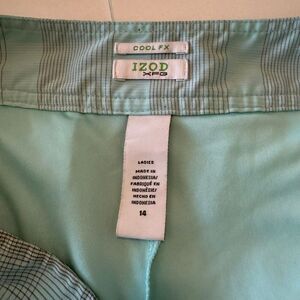 COOL FX
IZOD
XFG
LADIES
MADE IN
INDONESIA/
FABRIQUÉ EN
INDONÉSIE/
HECHO EN
INDONESIA
14